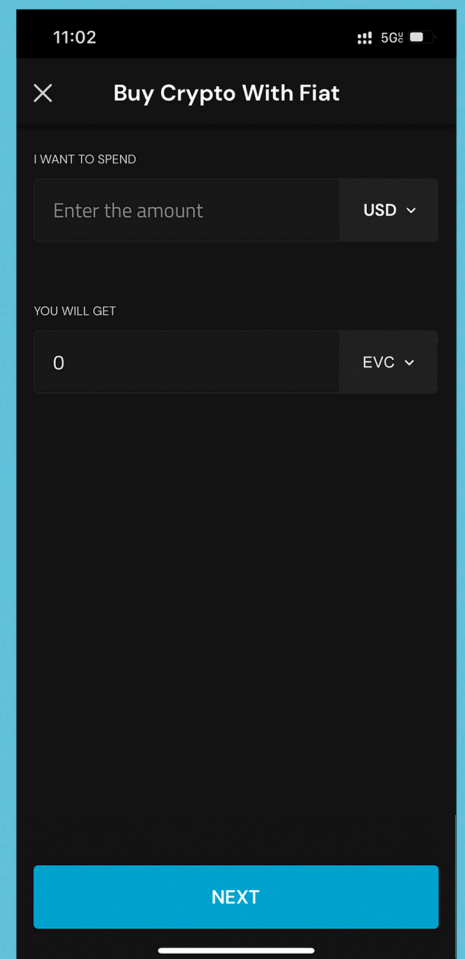 11:02
Buy Crypto With Fiat
I WANT TO SPEND
Enter the amount USD
YOU WILL GET
0 EVC
NEXT